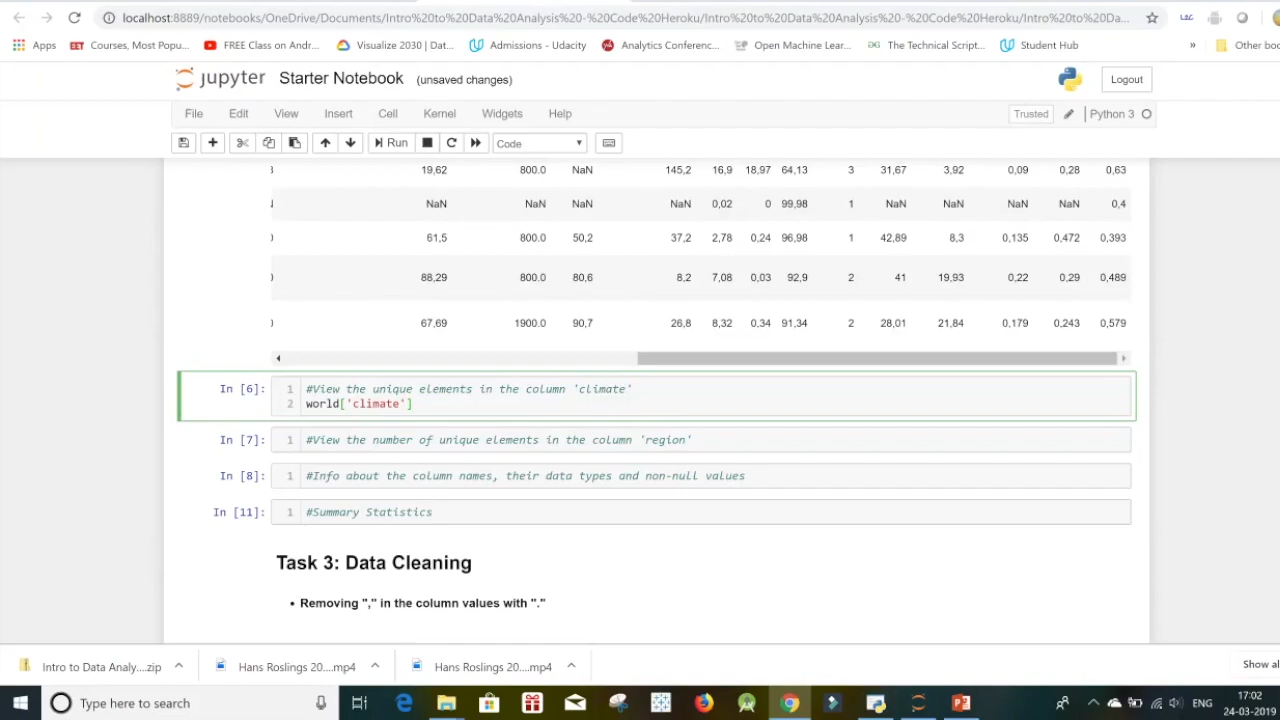 localhost:8889/notebooks/OneDrive/Documents/Intro%20to%20Data%20Analysis%20-%20Code%20Heroku/Intro%20to%20Data%20Analysis%20-%20Code%20Heroku/Intro%20to%20Da...
Apps EET Courses, Most Popu... FREE Class on Andr... Visualize 2030 | Dat... Admissions - Udacity Analytics Conferenc... Open Machine Lear... The Technical Script... Student Hub » Other boo
jupyter Starter Notebook (unsaved changes) Logout
File Edit View Insert Cell Kernel Widgets Help Trusted Python 3
Run Code
19,62 800.0 NaN 145,2 16,9 18,97 64,13 3 31,67 3,92 0,09 0,28 0,63
NaN NaN NaN NaN 0,02 0 99,98 1 NaN NaN NaN NaN 0,4
61,5 800.0 50,2 37,2 2,78 0,24 96,98 1 42,89 8,3 0,135 0,472 0,393
88,29 800.0 80,6 8,2 7,08 0,03 92,9 2 41 19,93 0,22 0,29 0,489
67,69 1900.0 90,7 26,8 8,32 0,34 91,34 2 28,01 21,84 0,179 0,243 0,579
In [6]: 1 #View the unique elements in the column 'climate'
2 world['climate']
In [7]: 1 #View the number of unique elements in the column 'region'
In [8]: 1 #Info about the column names, their data types and non-null values
In [11]: 1 #Summary Statistics
Task 3: Data Cleaning
• Removing "," in the column values with "."
Intro to Data Analy....zip Hans Roslings 20....mp4 Hans Roslings 20....mp4 Show al
Type here to search ENG 17:02
24-03-2019